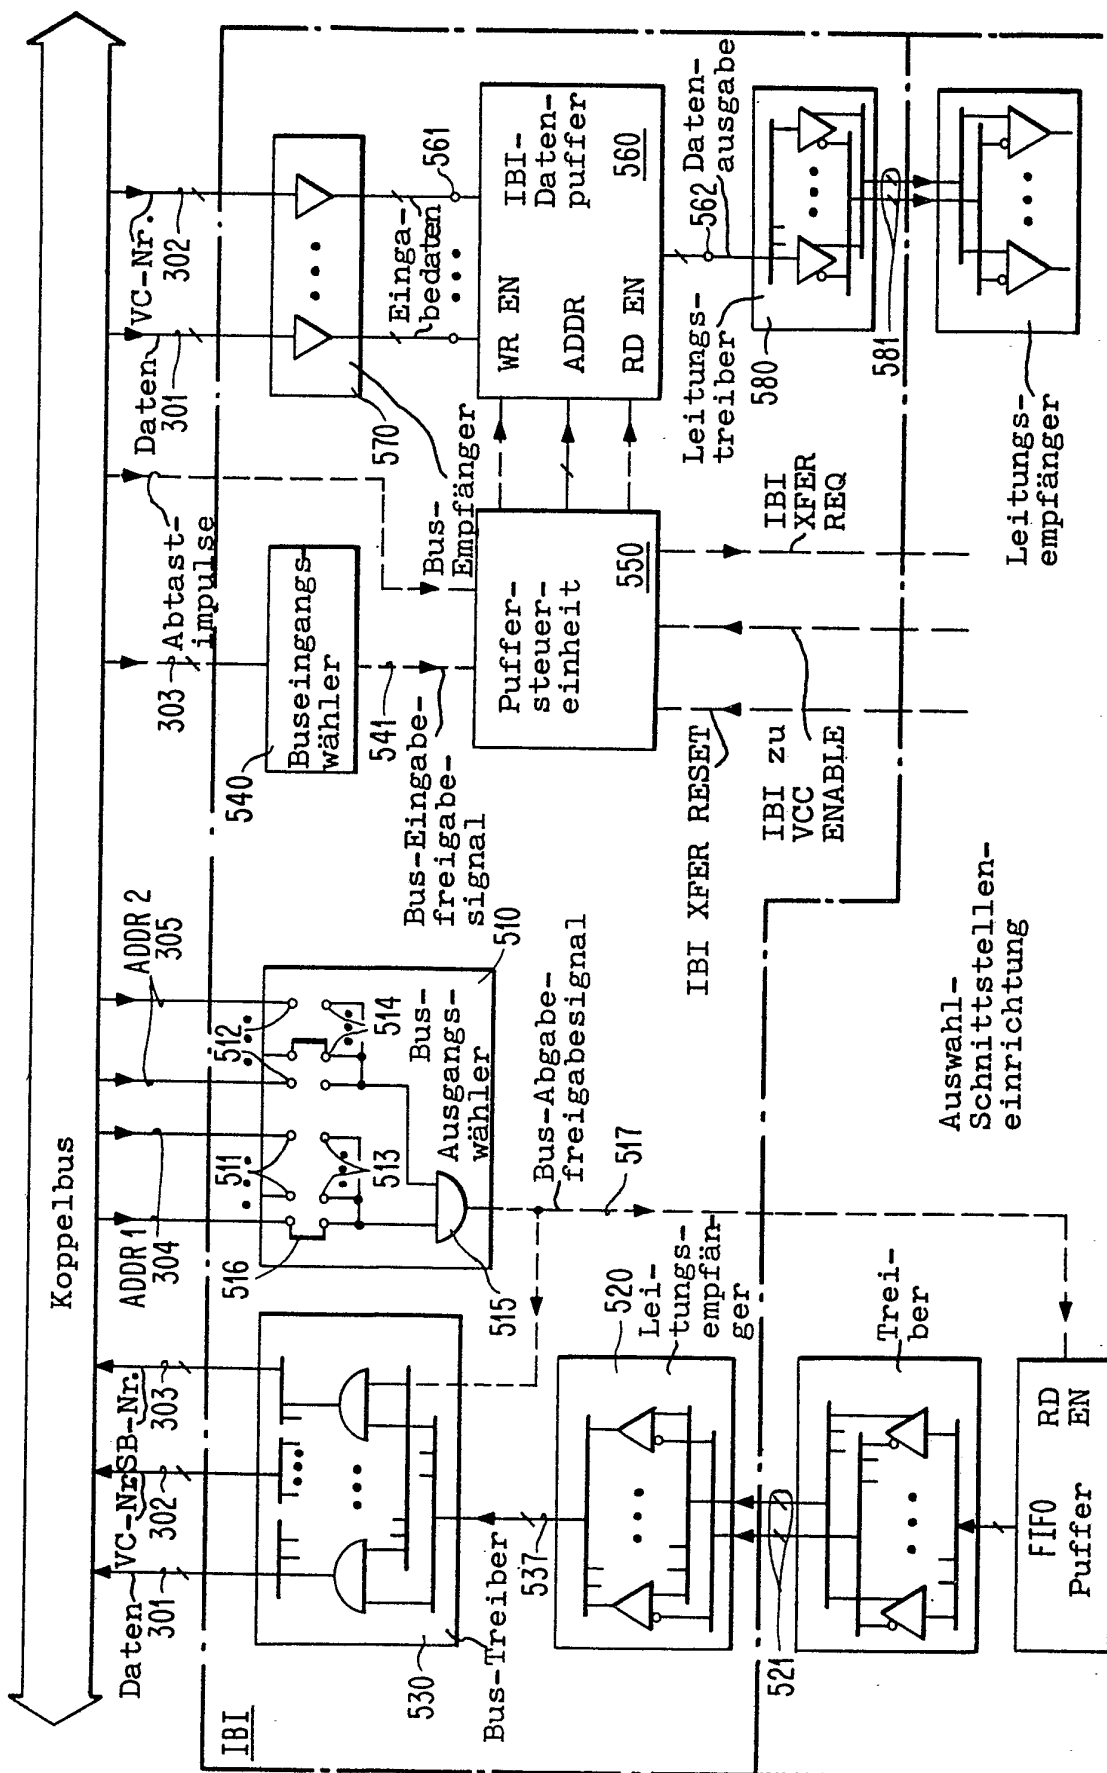 Koppelbus
Daten
301
VC-Nr.
302
SB-Nr.
303
ADDR 1
304
ADDR 2
305
303
Abtast-
impulse
Daten
301
VC-Nr.
302
IBI
530
Bus-Treiber
537
520
Lei-
tungs-
empfän-
ger
521
Trei-
ber
FIFO
Puffer
RD
EN
511
512
513
514
516
515
Bus-
Ausgangs-
wähler
510
Bus-Abgabe-
freigabesignal
517
540
Buseingangs-
wähler
541
Bus-Eingabe-
freigabe-
signal
570
Bus-
Empfänger
Einga-
bedaten
561
Puffer-
steuer-
einheit
550
WR EN
ADDR
RD EN
IBI-
Daten-
puffer
560
IBI XFER RESET
IBI zu
VCC
ENABLE
IBI
XFER
REQ
Leitungs-
treiber
580
562
Daten-
ausgabe
581
Leitungs-
empfänger
Auswahl-
Schnittstellen-
einrichtung